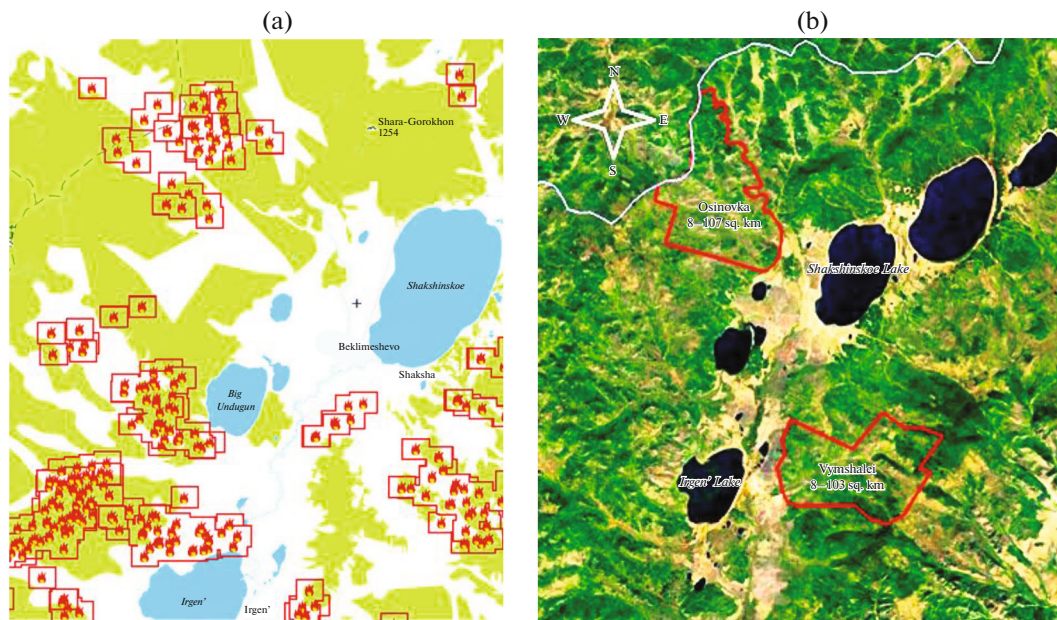 (a)
(b)
Shara-Gorokhon
1254
Shakshinskoe
Beklimeshevo
Shaksha
Big
Undugun
Irgen'
Irgen'
N
W
E
S
Osinovka
8–107 sq. km
Shakshinskoe Lake
Vymshalei
8–103 sq. km
Irgen' Lake